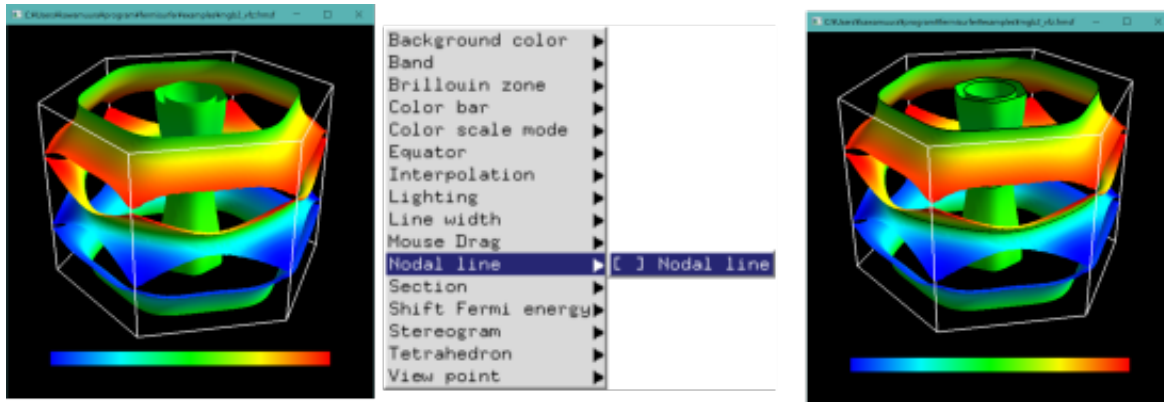 Background color
Band
Brillouin zone
Color bar
Color scale mode
Equator
Interpolation
Lighting
Line width
Mouse Drag
Nodal line
[ ] Nodal line
Section
Shift Fermi energy
Stereogram
Tetrahedron
View point